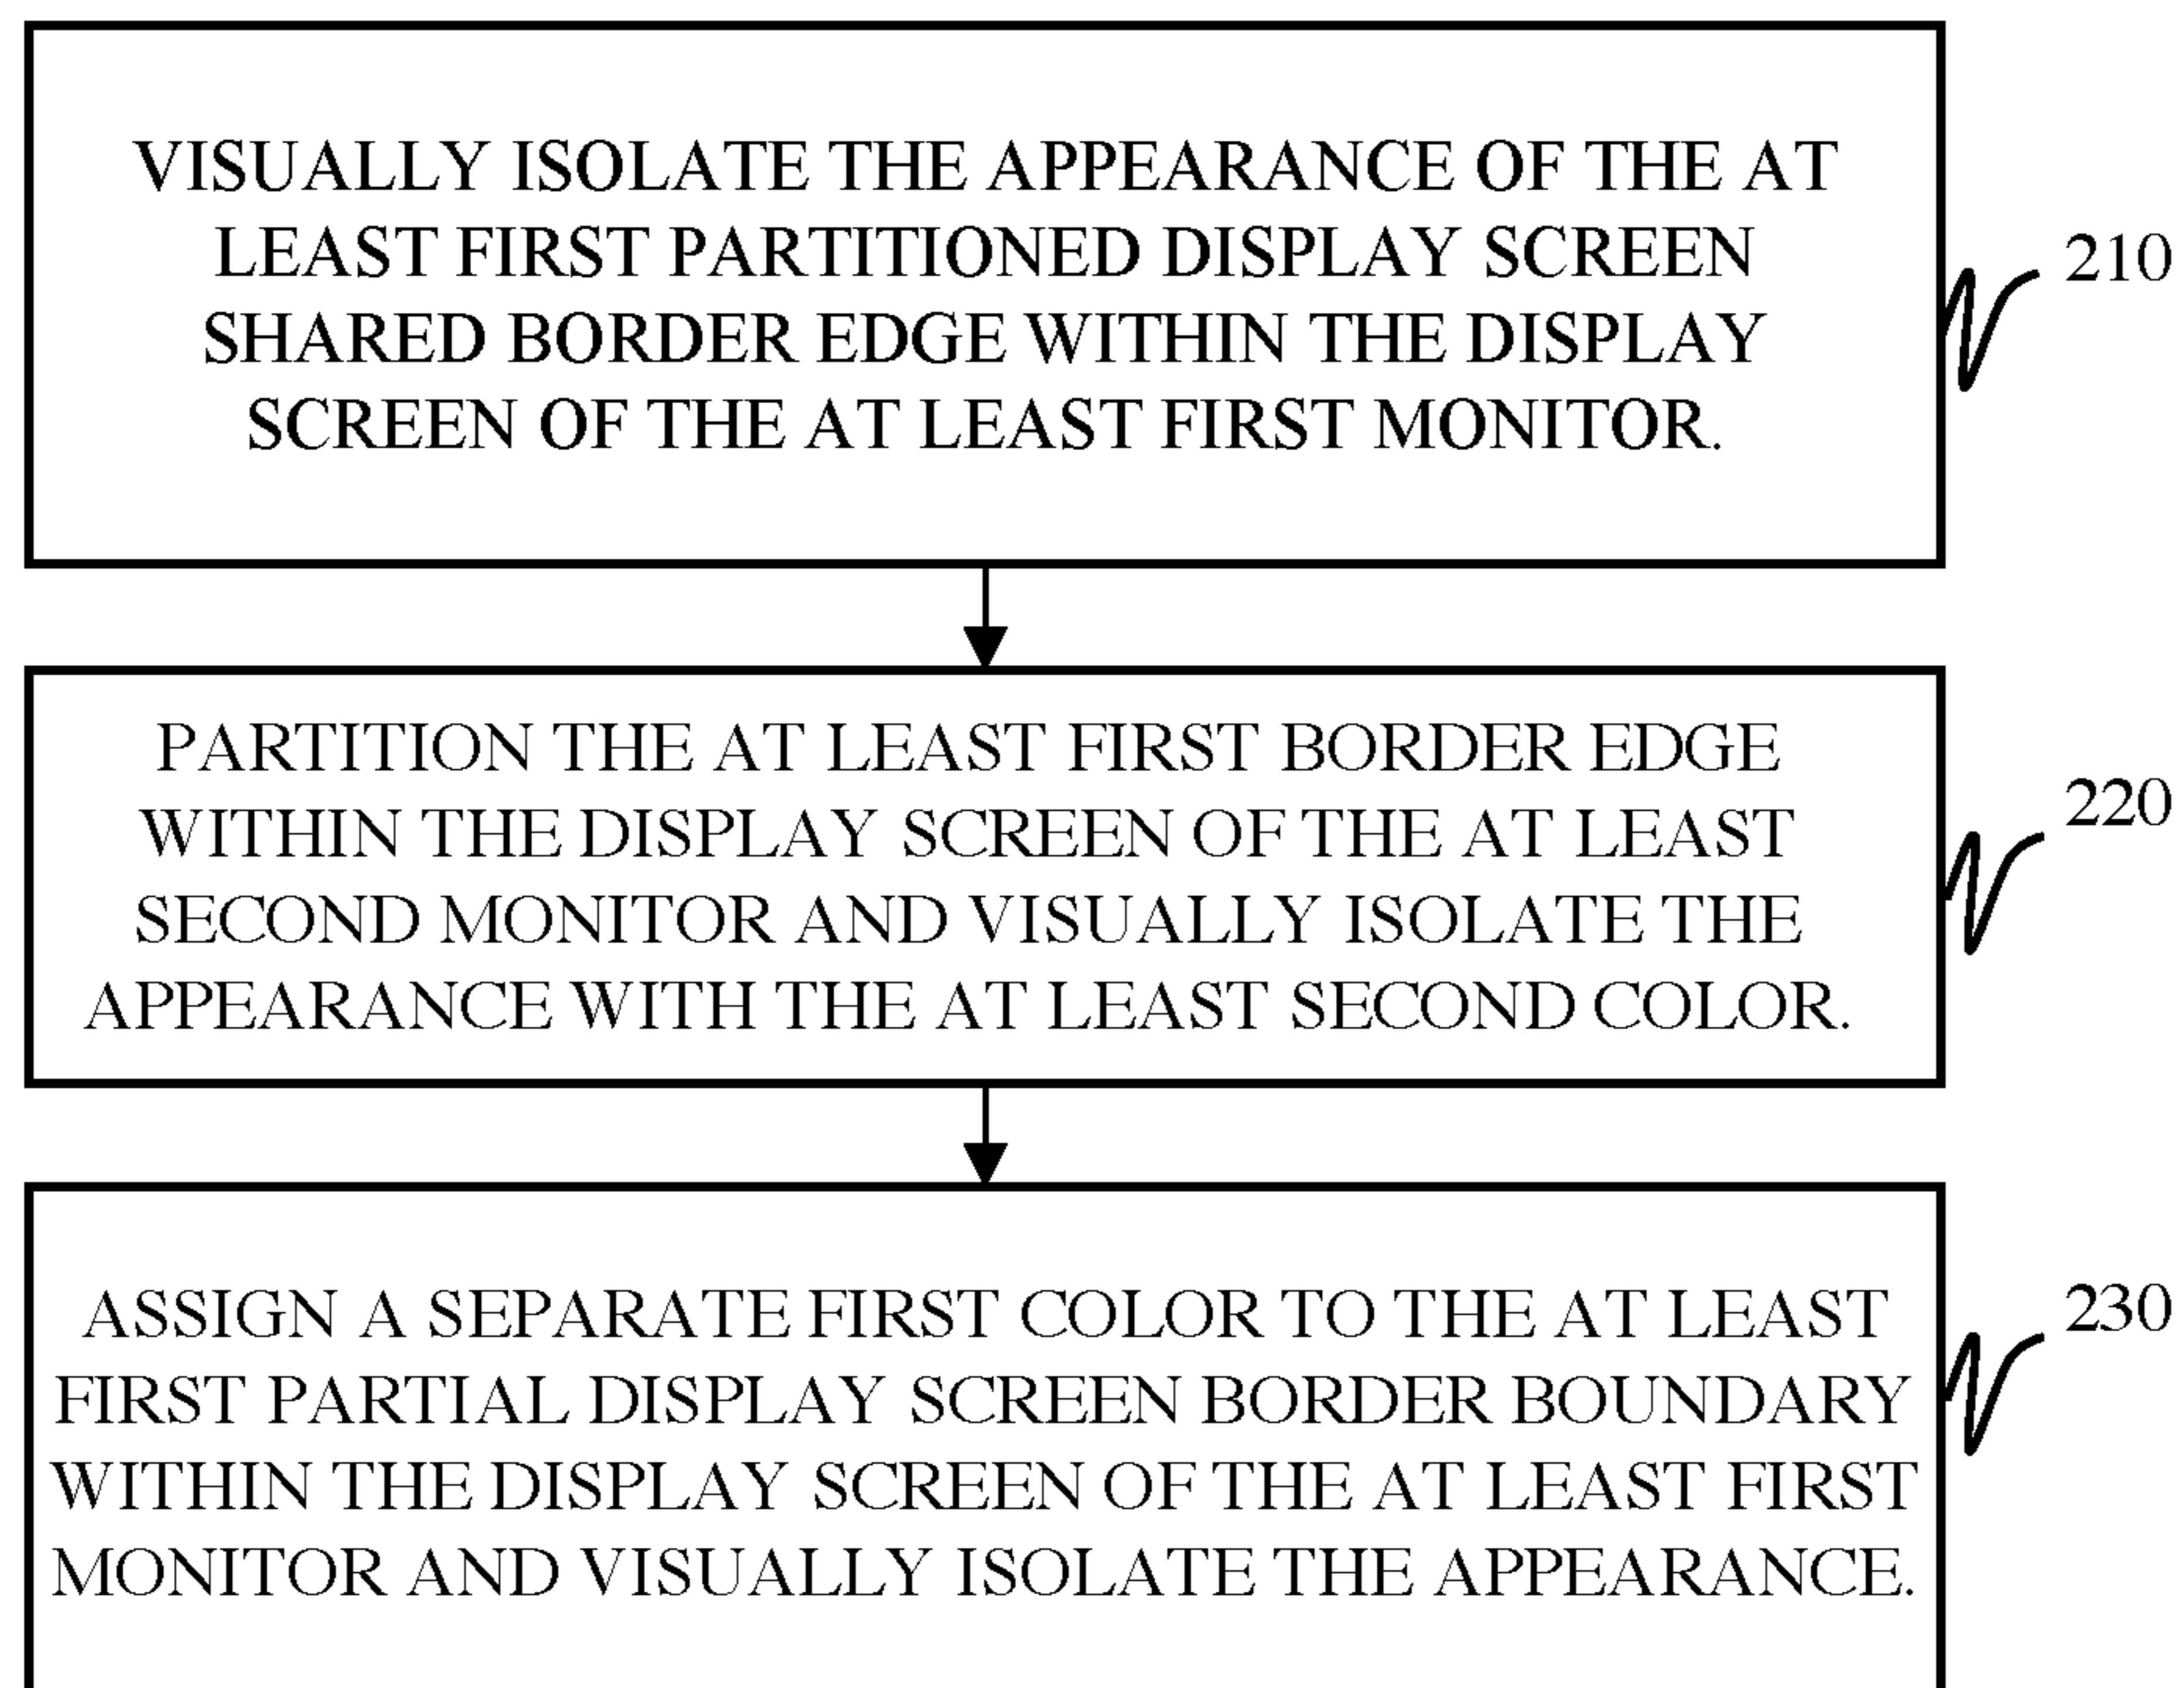 VISUALLY ISOLATE THE APPEARANCE OF THE AT
LEAST FIRST PARTITIONED DISPLAY SCREEN
SHARED BORDER EDGE WITHIN THE DISPLAY
SCREEN OF THE AT LEAST FIRST MONITOR.
210
PARTITION THE AT LEAST FIRST BORDER EDGE
WITHIN THE DISPLAY SCREEN OF THE AT LEAST
SECOND MONITOR AND VISUALLY ISOLATE THE
APPEARANCE WITH THE AT LEAST SECOND COLOR.
220
ASSIGN A SEPARATE FIRST COLOR TO THE AT LEAST
FIRST PARTIAL DISPLAY SCREEN BORDER BOUNDARY
WITHIN THE DISPLAY SCREEN OF THE AT LEAST FIRST
MONITOR AND VISUALLY ISOLATE THE APPEARANCE.
230